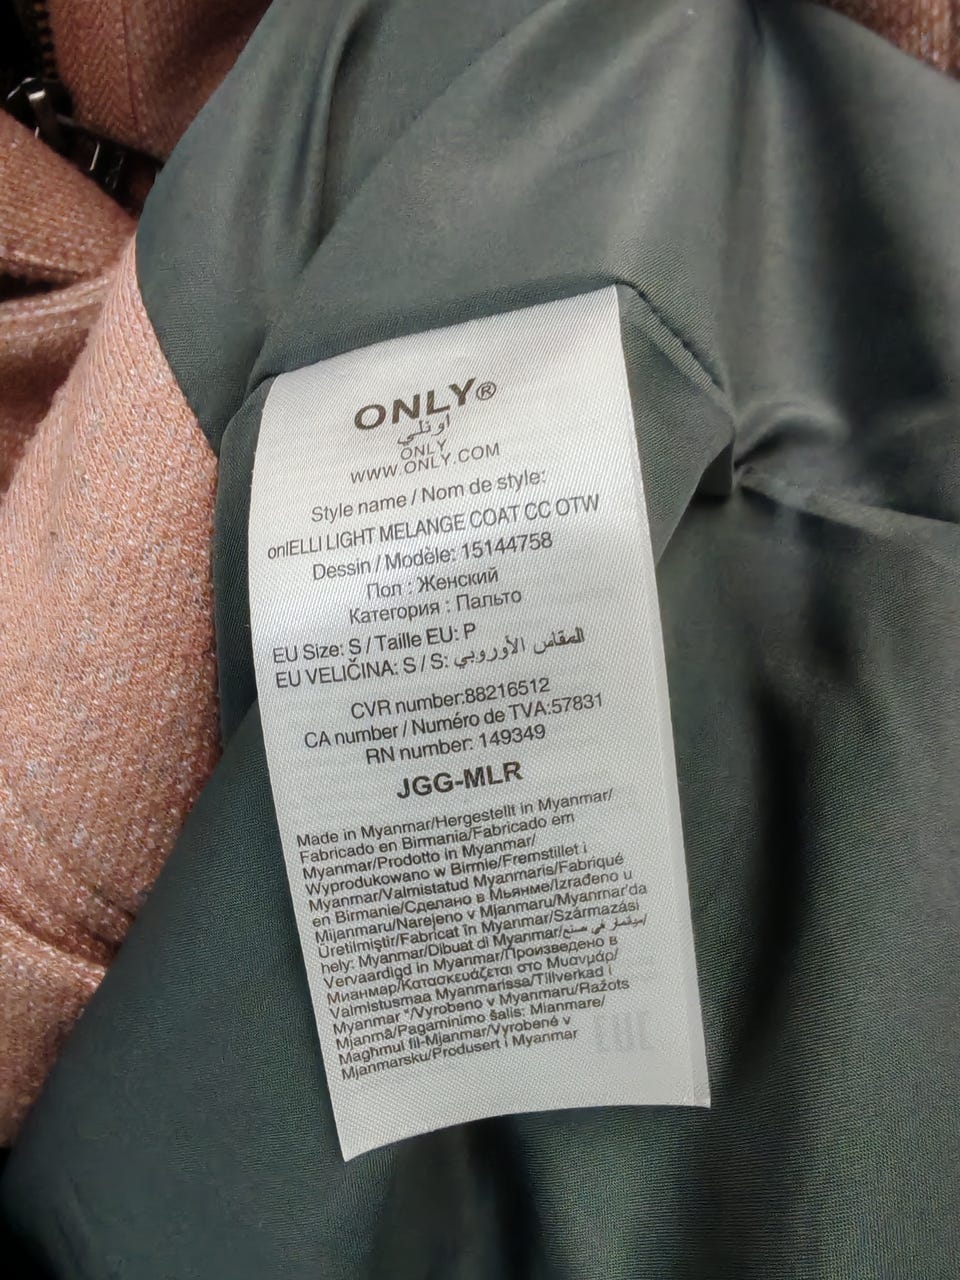 ONLY®
اونلي
ONLY
WWW.ONLY.COM
Style name / Nom de style:
onlELLI LIGHT MELANGE COAT CC OTW
Dessin / Modèle: 15144758
Пол : Женский
Категория : Пальто
EU Size: S / Taille EU: P
EU VELIČINA: S / S: المقاس الأوروبي
CVR number:88216512
CA number / Numéro de TVA:57831
RN number: 149349
JGG-MLR
Made in Myanmar/Hergestellt in Myanmar/
Fabricado en Birmania/Fabricado em
Myanmar/Prodotto in Myanmar/
Wyprodukowano w Birmie/Fremstillet i
Myanmar/Valmistatud Myanmaris/Fabriqué
en Birmanie/Сделано в Мьянме/Izrađeno u
Mijanmaru/Narejeno v Mjanmaru/Myanmar'da
Üretilmiştir/Fabricat în Myanmar/Származási
hely: Myanmar/Dibuat di Myanmar/ميانمار في صنع/
Vervaardigd in Myanmar/Произведено в
Мианмар/Κατασκευάζεται στο Μυανμάρ/
Valmistusmaa Myanmarissa/Tillverkad i
Myanmar "/Vyrobeno v Myanmaru/Ražots
Mjanmā/Pagaminimo šalis: Mianmare/
Maghmul fil-Mjanmar/Vyrobené v
Mjanmarsku/Produsert i Myanmar
EAC